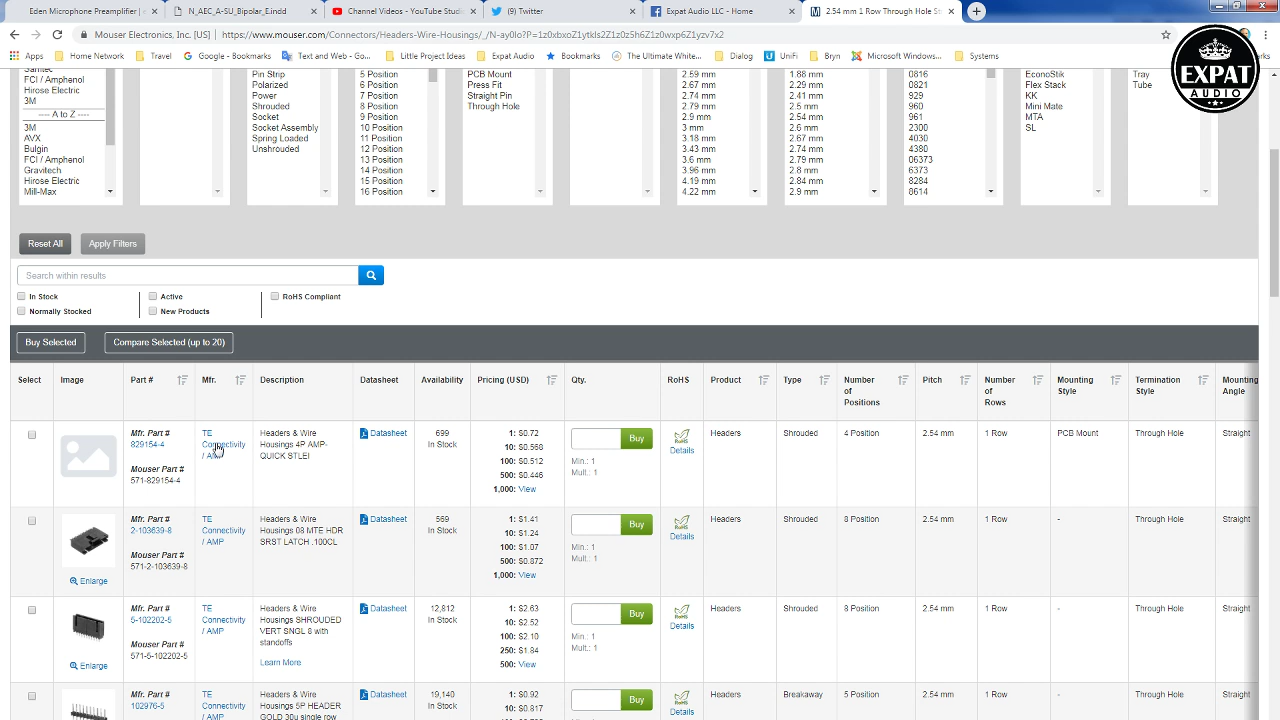 Eden Microphone Preamplifier
N_AEC_A-SU_Bipolar_Eindd
Channel Videos - YouTube Studio
(9) Twitter
Expat Audio LLC - Home
2.54 mm 1 Row Through Hole St
Mouser Electronics, Inc. [US]
https://www.mouser.com/Connectors/Headers-Wire-Housings/_/
Apps
Home Network
Travel
Google - Bookmarks
Text and Web - Go...
Little Project Ideas
ExpatAudio
Bookmarks
The Ultimate White...
Dialog
UniFi
Bryn
Microsoft Windows...
Systems
EXPAT
AUDIO
FCI / Amphenol
Hirose Electric
3M
---- A to Z ----
3M
AVX
Bulgin
FCI / Amphenol
Gravitech
Hirose Electric
Mill-Max
Pin Strip
Polarized
Power
Shrouded
Socket
Socket Assembly
Spring Loaded
Unshrouded
5 Position
6 Position
7 Position
8 Position
9 Position
10 Position
11 Position
12 Position
13 Position
14 Position
15 Position
16 Position
PCB Mount
Press Fit
Straight Pin
Through Hole
2.59 mm
2.67 mm
2.74 mm
2.79 mm
2.9 mm
3 mm
3.18 mm
3.43 mm
3.6 mm
3.96 mm
4.19 mm
4.22 mm
1.88 mm
2.29 mm
2.41 mm
2.5 mm
2.54 mm
2.6 mm
2.67 mm
2.74 mm
2.79 mm
2.8 mm
2.84 mm
2.9 mm
0816
0821
929
960
961
2300
4030
4380
06373
6373
8284
8614
EconoStik
Flex Stack
KK
Mini Mate
MTA
SL
Tray
Tube
Reset All
Apply Filters
Search within results
In Stock
Active
RoHS Compliant
Normally Stocked
New Products
Buy Selected
Compare Selected (up to 20)
Select
Image
Part #
Mfr.
Description
Datasheet
Availability
Pricing (USD)
Qty.
RoHS
Product
Type
Number
of
Positions
Pitch
Number
of
Rows
Mounting
Style
Termination
Style
Mounting
Angle
Mfr. Part #
829154-4
Mouser Part #
571-829154-4
TE
Connectivity
/ AMP
Headers & Wire
Housings 4P AMP-
QUICK STLEI
Datasheet
699
In Stock
1: $0.72
10: $0.568
100: $0.512
500: $0.446
1,000: View
Buy
Min.: 1
Mult.: 1
RoHS
Details
Headers
Shrouded
4 Position
2.54 mm
1 Row
PCB Mount
Through Hole
Straight
Enlarge
Mfr. Part #
2-103639-8
Mouser Part #
571-2-103639-8
TE
Connectivity
/ AMP
Headers & Wire
Housings 08 MTE HDR
SRST LATCH .100CL
Datasheet
569
In Stock
1: $1.41
10: $1.24
100: $1.07
500: $0.872
1,000: View
Buy
Min.: 1
Mult.: 1
RoHS
Details
Headers
Shrouded
8 Position
2.54 mm
1 Row
-
Through Hole
Straight
Enlarge
Mfr. Part #
5-102202-5
Mouser Part #
571-5-102202-5
TE
Connectivity
/ AMP
Headers & Wire
Housings SHROUDED
VERT SNGL 8 with
standoffs
Learn More
Datasheet
12,812
In Stock
1: $2.63
10: $2.52
100: $2.10
250: $1.84
500: View
Buy
Min.: 1
Mult.: 1
RoHS
Details
Headers
Shrouded
8 Position
2.54 mm
1 Row
-
Through Hole
Straight
Mfr. Part #
102976-5
Mouser Part #
TE
Connectivity
/ AMP
Headers & Wire
Housings 5P HEADER
GOLD 30u single row
Datasheet
19,140
In Stock
1: $0.92
10: $0.817
Buy
Min.: 1
RoHS
Details
Headers
Breakaway
5 Position
2.54 mm
1 Row
-
Through Hole
Straight